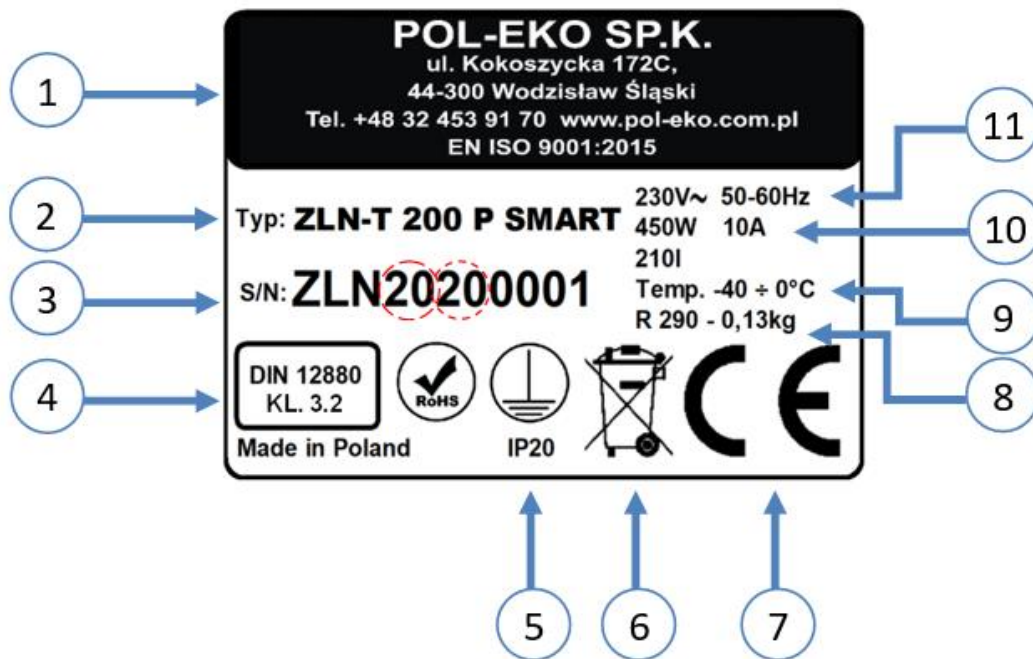 POL-EKO SP.K.
ul. Kokoszycka 172C,
44-300 Wodzisław Śląski
Tel. +48 32 453 91 70 www.pol-eko.com.pl
EN ISO 9001:2015
1
2
3
4
Typ: ZLN-T 200 P SMART
S/N: ZLN20200001
230V~ 50-60Hz
450W 10A
210l
Temp. -40 ÷ 0°C
R 290 - 0,13kg
11
10
9
8
DIN 12880
KL. 3.2
RoHS
IP20
CE
Made in Poland
5
6
7